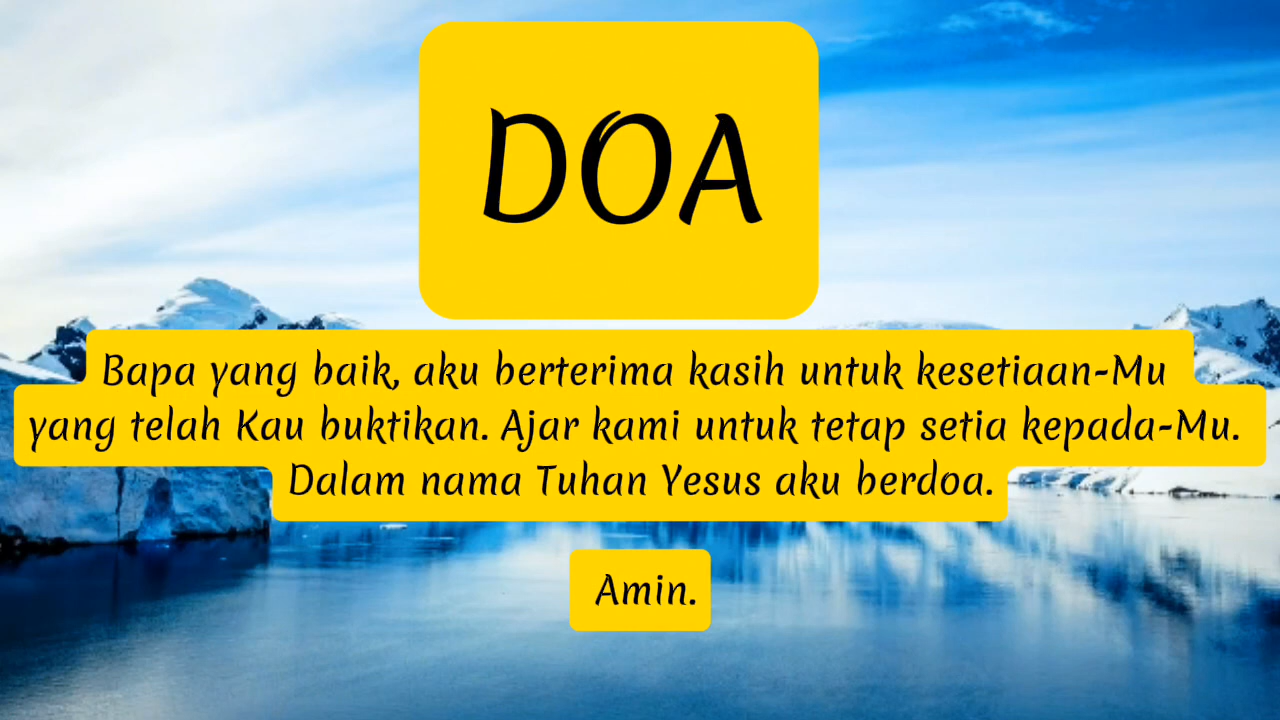 DOA
Bapa yang baik, aku berterima kasih untuk kesetiaan-Mu
yang telah Kau buktikan. Ajar kami untuk tetap setia kepada-Mu.
Dalam nama Tuhan Yesus aku berdoa.
Amin.